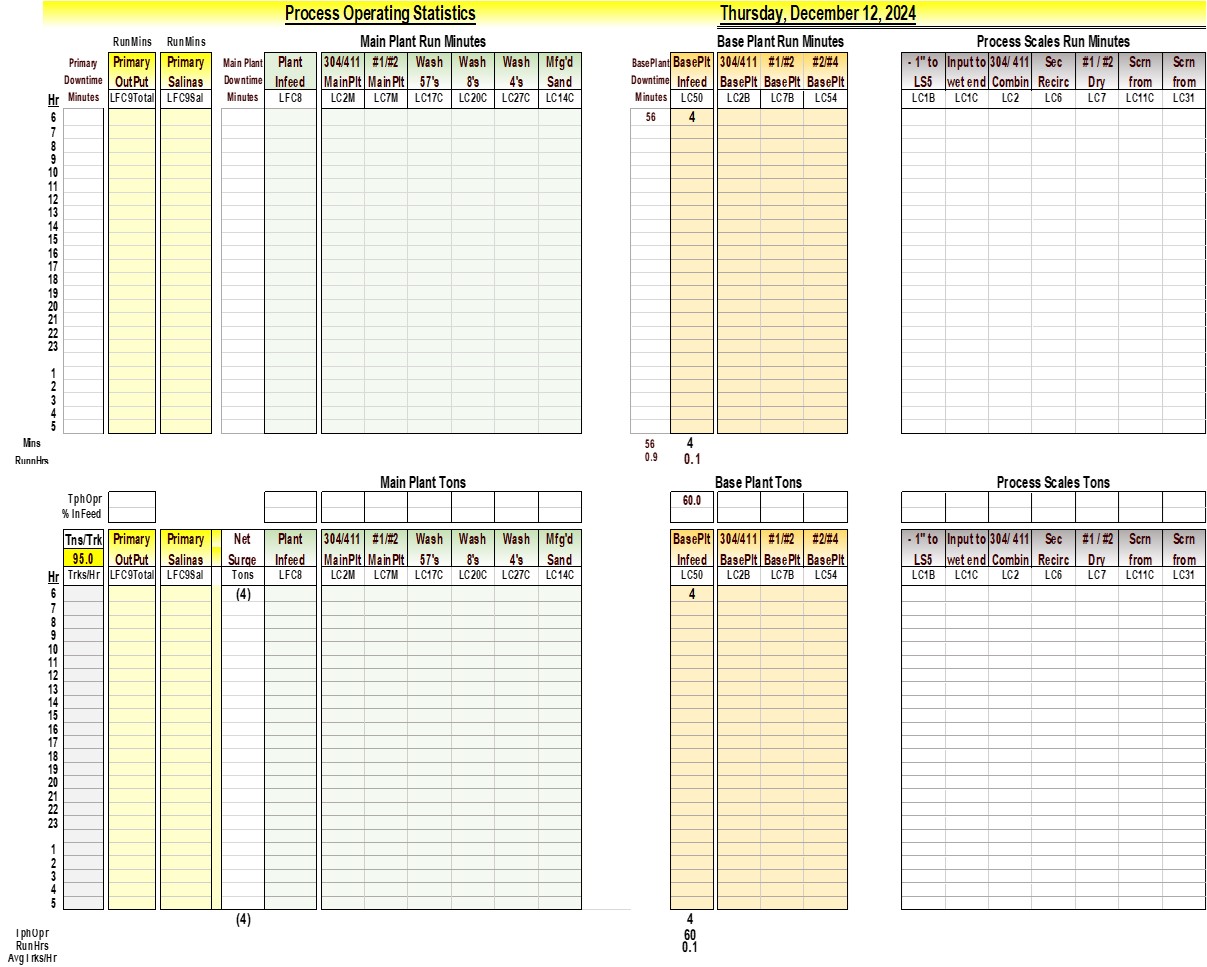 Process Operating Statistics Thursday, December 12, 2024
RunMins RunMins Main Plant Run Minutes Base Plant Run Minutes Process Scales Run Minutes
Primary Primary Primary Main Plant Plant 304/411 #1/#2 Wash Wash Wash Mfg'd BasePlant BasePlt 304/411 #1/#2 #2/#4 - 1" to Input to 304/ 411 Sec #1 / #2 Scrn Scrn
Downtime OutPut Salinas Downtime Infeed MainPlt MainPlt 57's 8's 4's Sand Downtime Infeed BasePlt BasePlt BasePlt LS5 wet end Combin Recirc Dry from from
Hr Minutes LFC9Total LFC9Sal Minutes LFC8 LC2M LC7M LC17C LC20C LC27C LC14C Minutes LC50 LC2B LC7B LC54 LC1B LC1C LC2 LC6 LC7 LC11C LC31
6 56 4
7
8
9
10
11
12
13
14
15
16
17
18
19
20
21
22
23
1
2
3
4
5
Mins 56 4
RunnHrs 0.9 0.1
Main Plant Tons Base Plant Tons Process Scales Tons
TphOpr 60.0
% InFeed
Tns/Trk Primary Primary Net Plant 304/411 #1/#2 Wash Wash Wash Mfg'd BasePlt 304/411 #1/#2 #2/#4 - 1" to Input to 304/ 411 Sec #1 / #2 Scrn Scrn
95.0 OutPut Salinas Surge Infeed MainPlt MainPlt 57's 8's 4's Sand Infeed BasePlt BasePlt BasePlt LS5 wet end Combin Recirc Dry from from
Hr Trks/Hr LFC9Total LFC9Sal Tons LFC8 LC2M LC7M LC17C LC20C LC27C LC14C LC50 LC2B LC7B LC54 LC1B LC1C LC2 LC6 LC7 LC11C LC31
6 (4) 4
7
8
9
10
11
12
13
14
15
16
17
18
19
20
21
22
23
1
2
3
4
5
(4) 4
TphOpr 60
RunHrs 0.1
AvgTrks/Hr